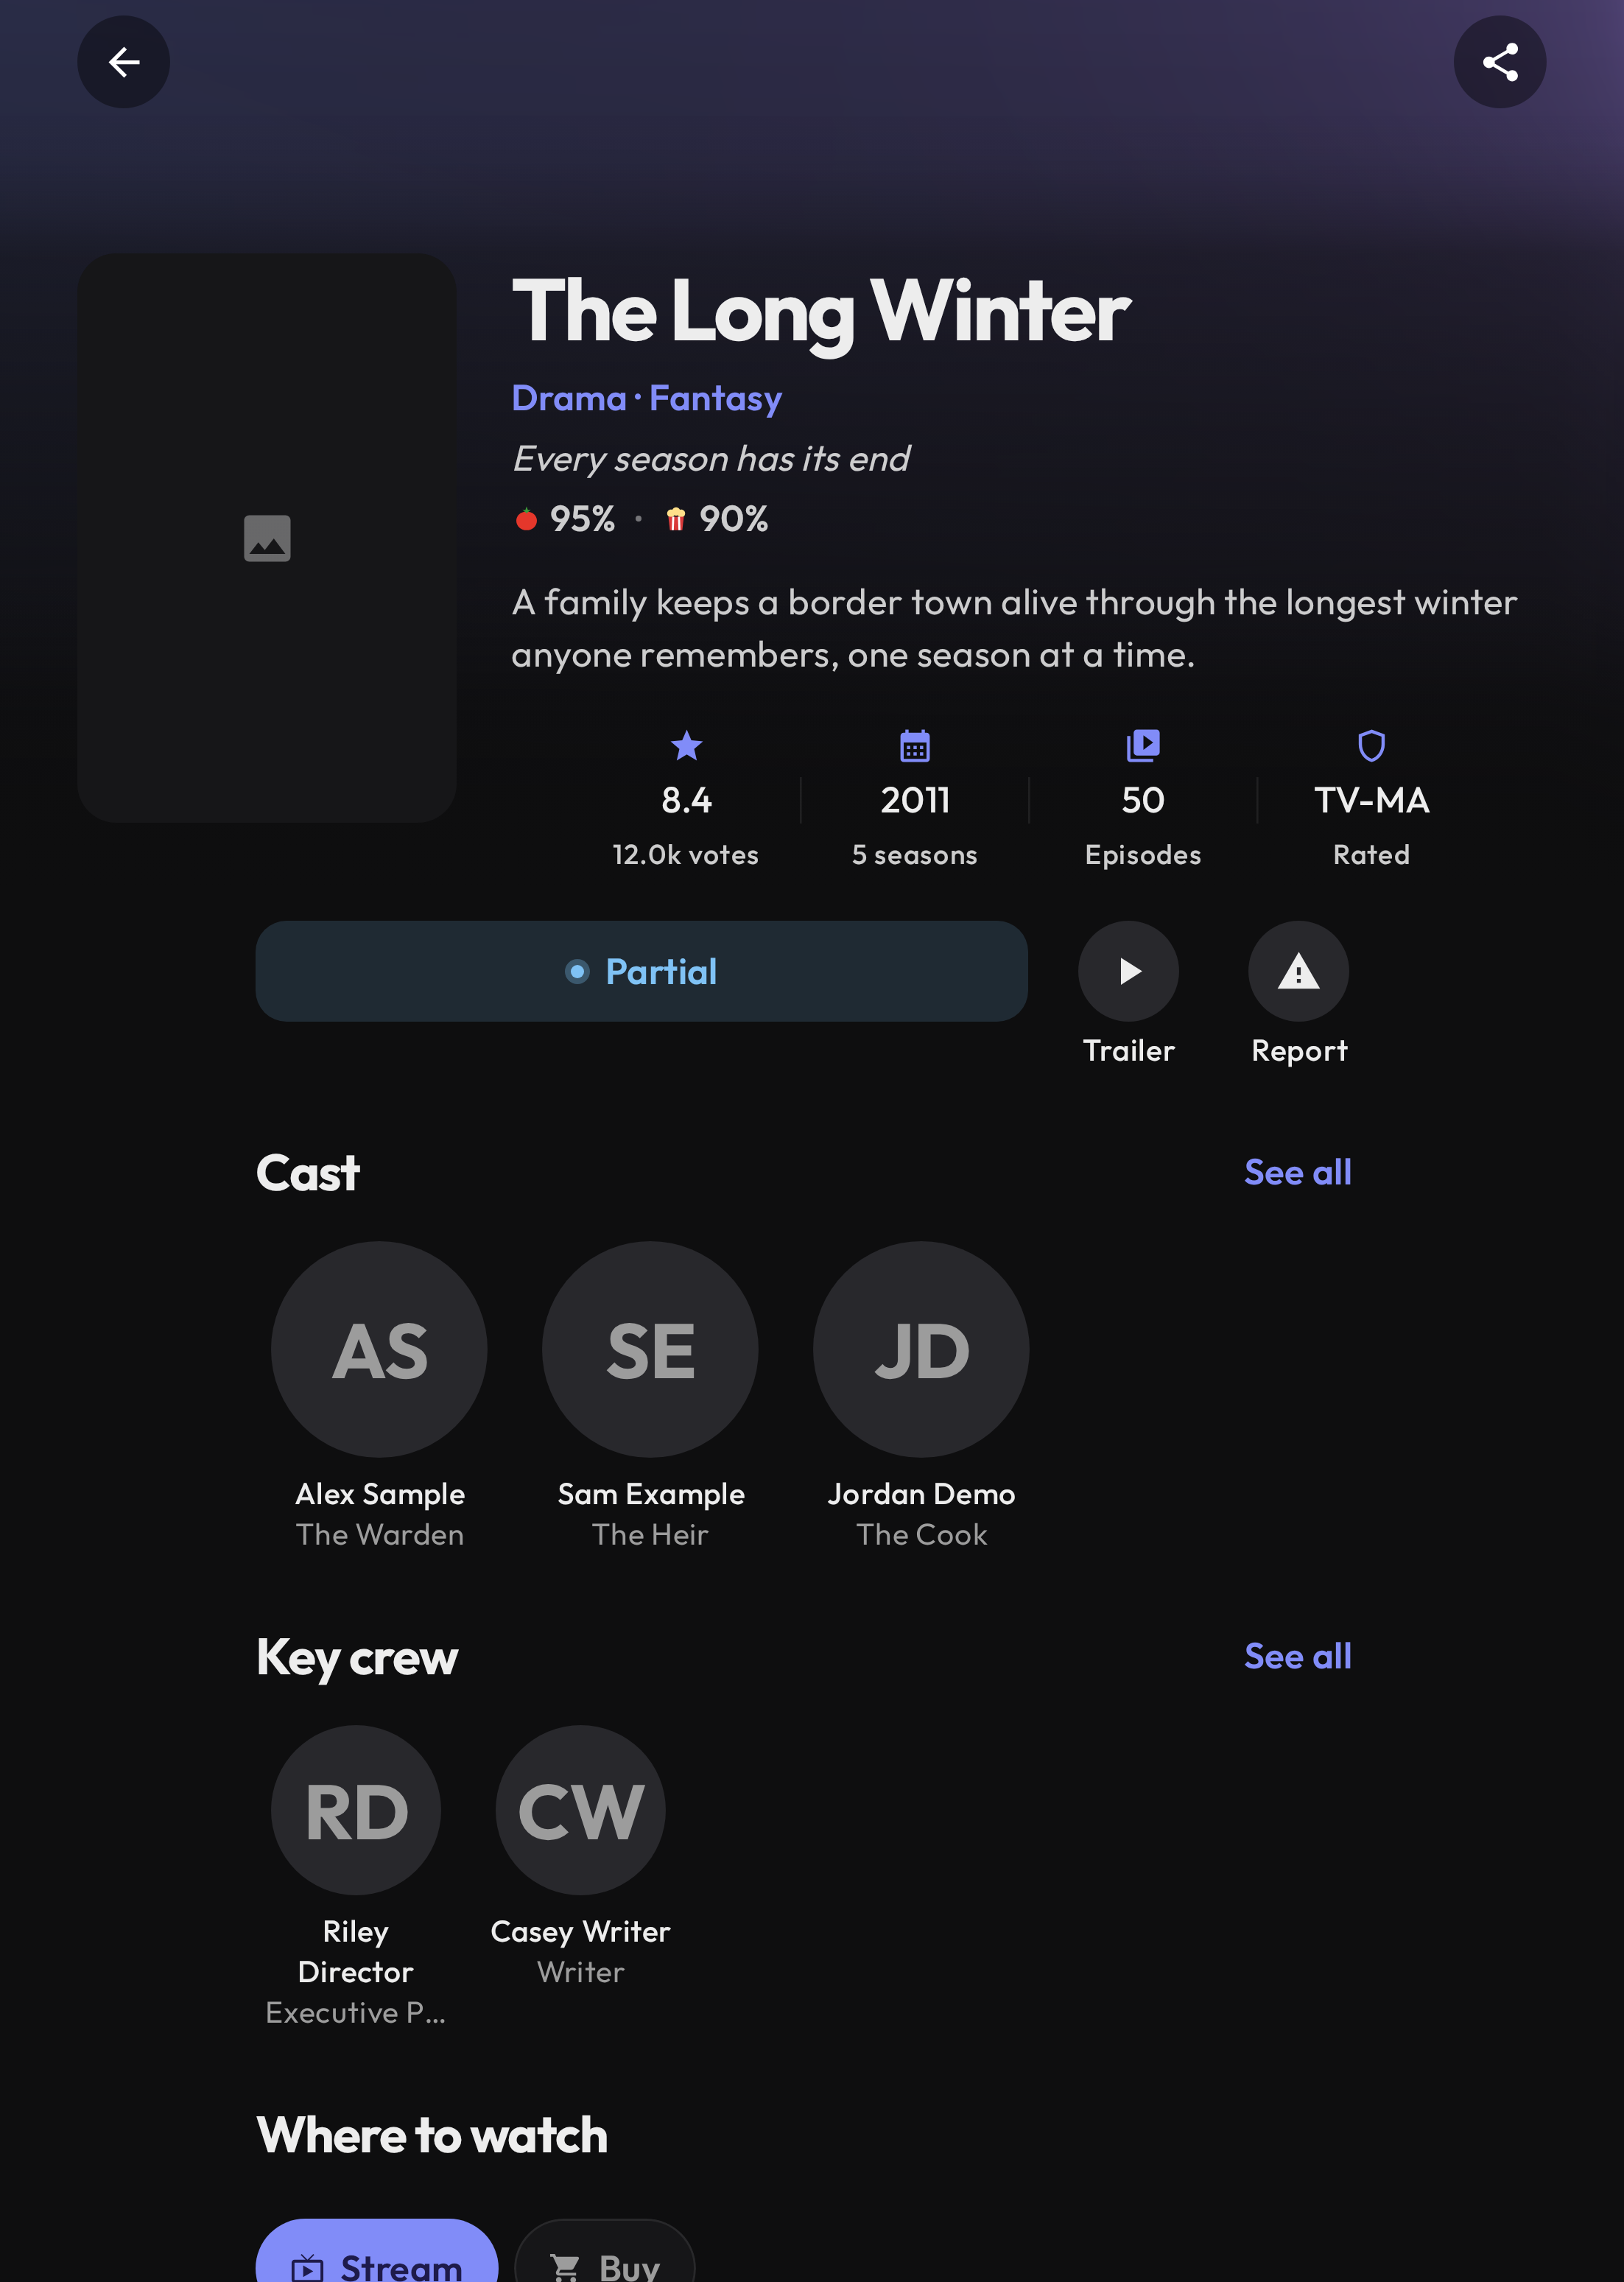 The Long Winter
Drama · Fantasy
Every season has its end
95% · 90%
A family keeps a border town alive through the longest winter
anyone remembers, one season at a time.
8.4 2011 50 TV-MA
12.0k votes 5 seasons Episodes Rated
Partial
Trailer Report
Cast See all
AS SE JD
Alex Sample Sam Example Jordan Demo
The Warden The Heir The Cook
Key crew See all
RD CW
Riley Casey Writer
Director Writer
Executive P...
Where to watch
Stream Buy